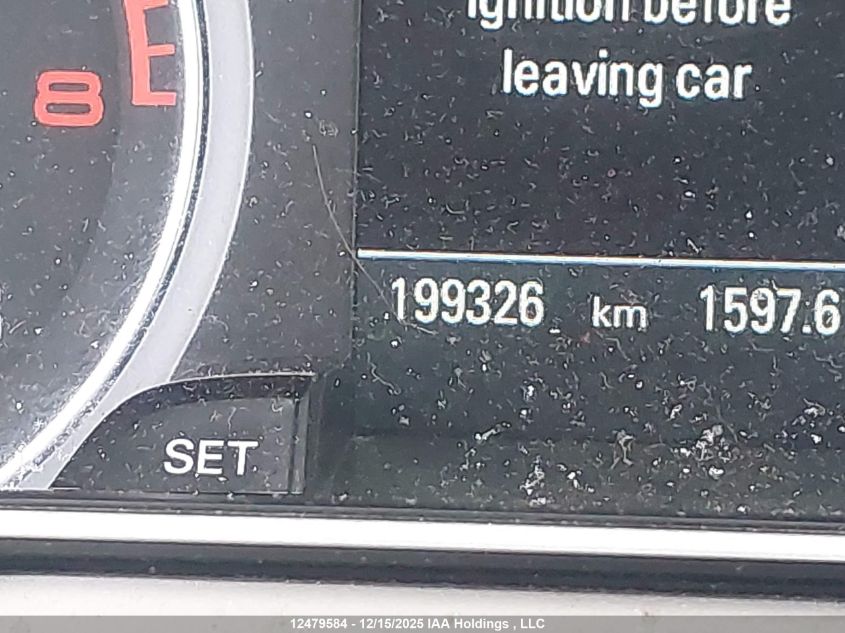 ignition before
leaving car
E
8
199326 km 1597.6
SET
12479584 - 12/15/2025 IAA Holdings , LLC